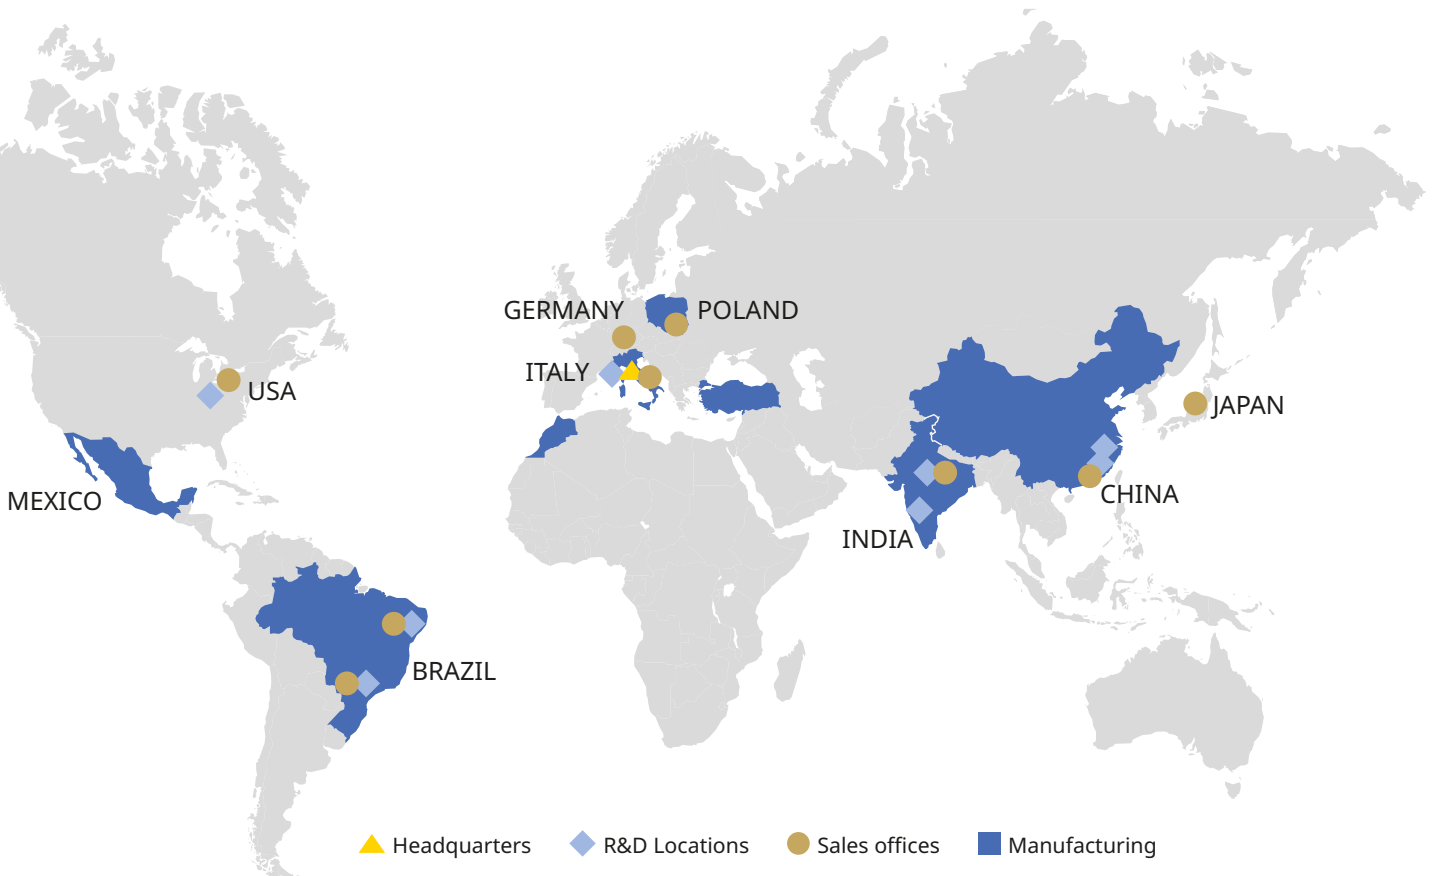 GERMANY
POLAND
ITALY
USA
JAPAN
MEXICO
CHINA
INDIA
BRAZIL
Headquarters
R&D Locations
Sales offices
Manufacturing